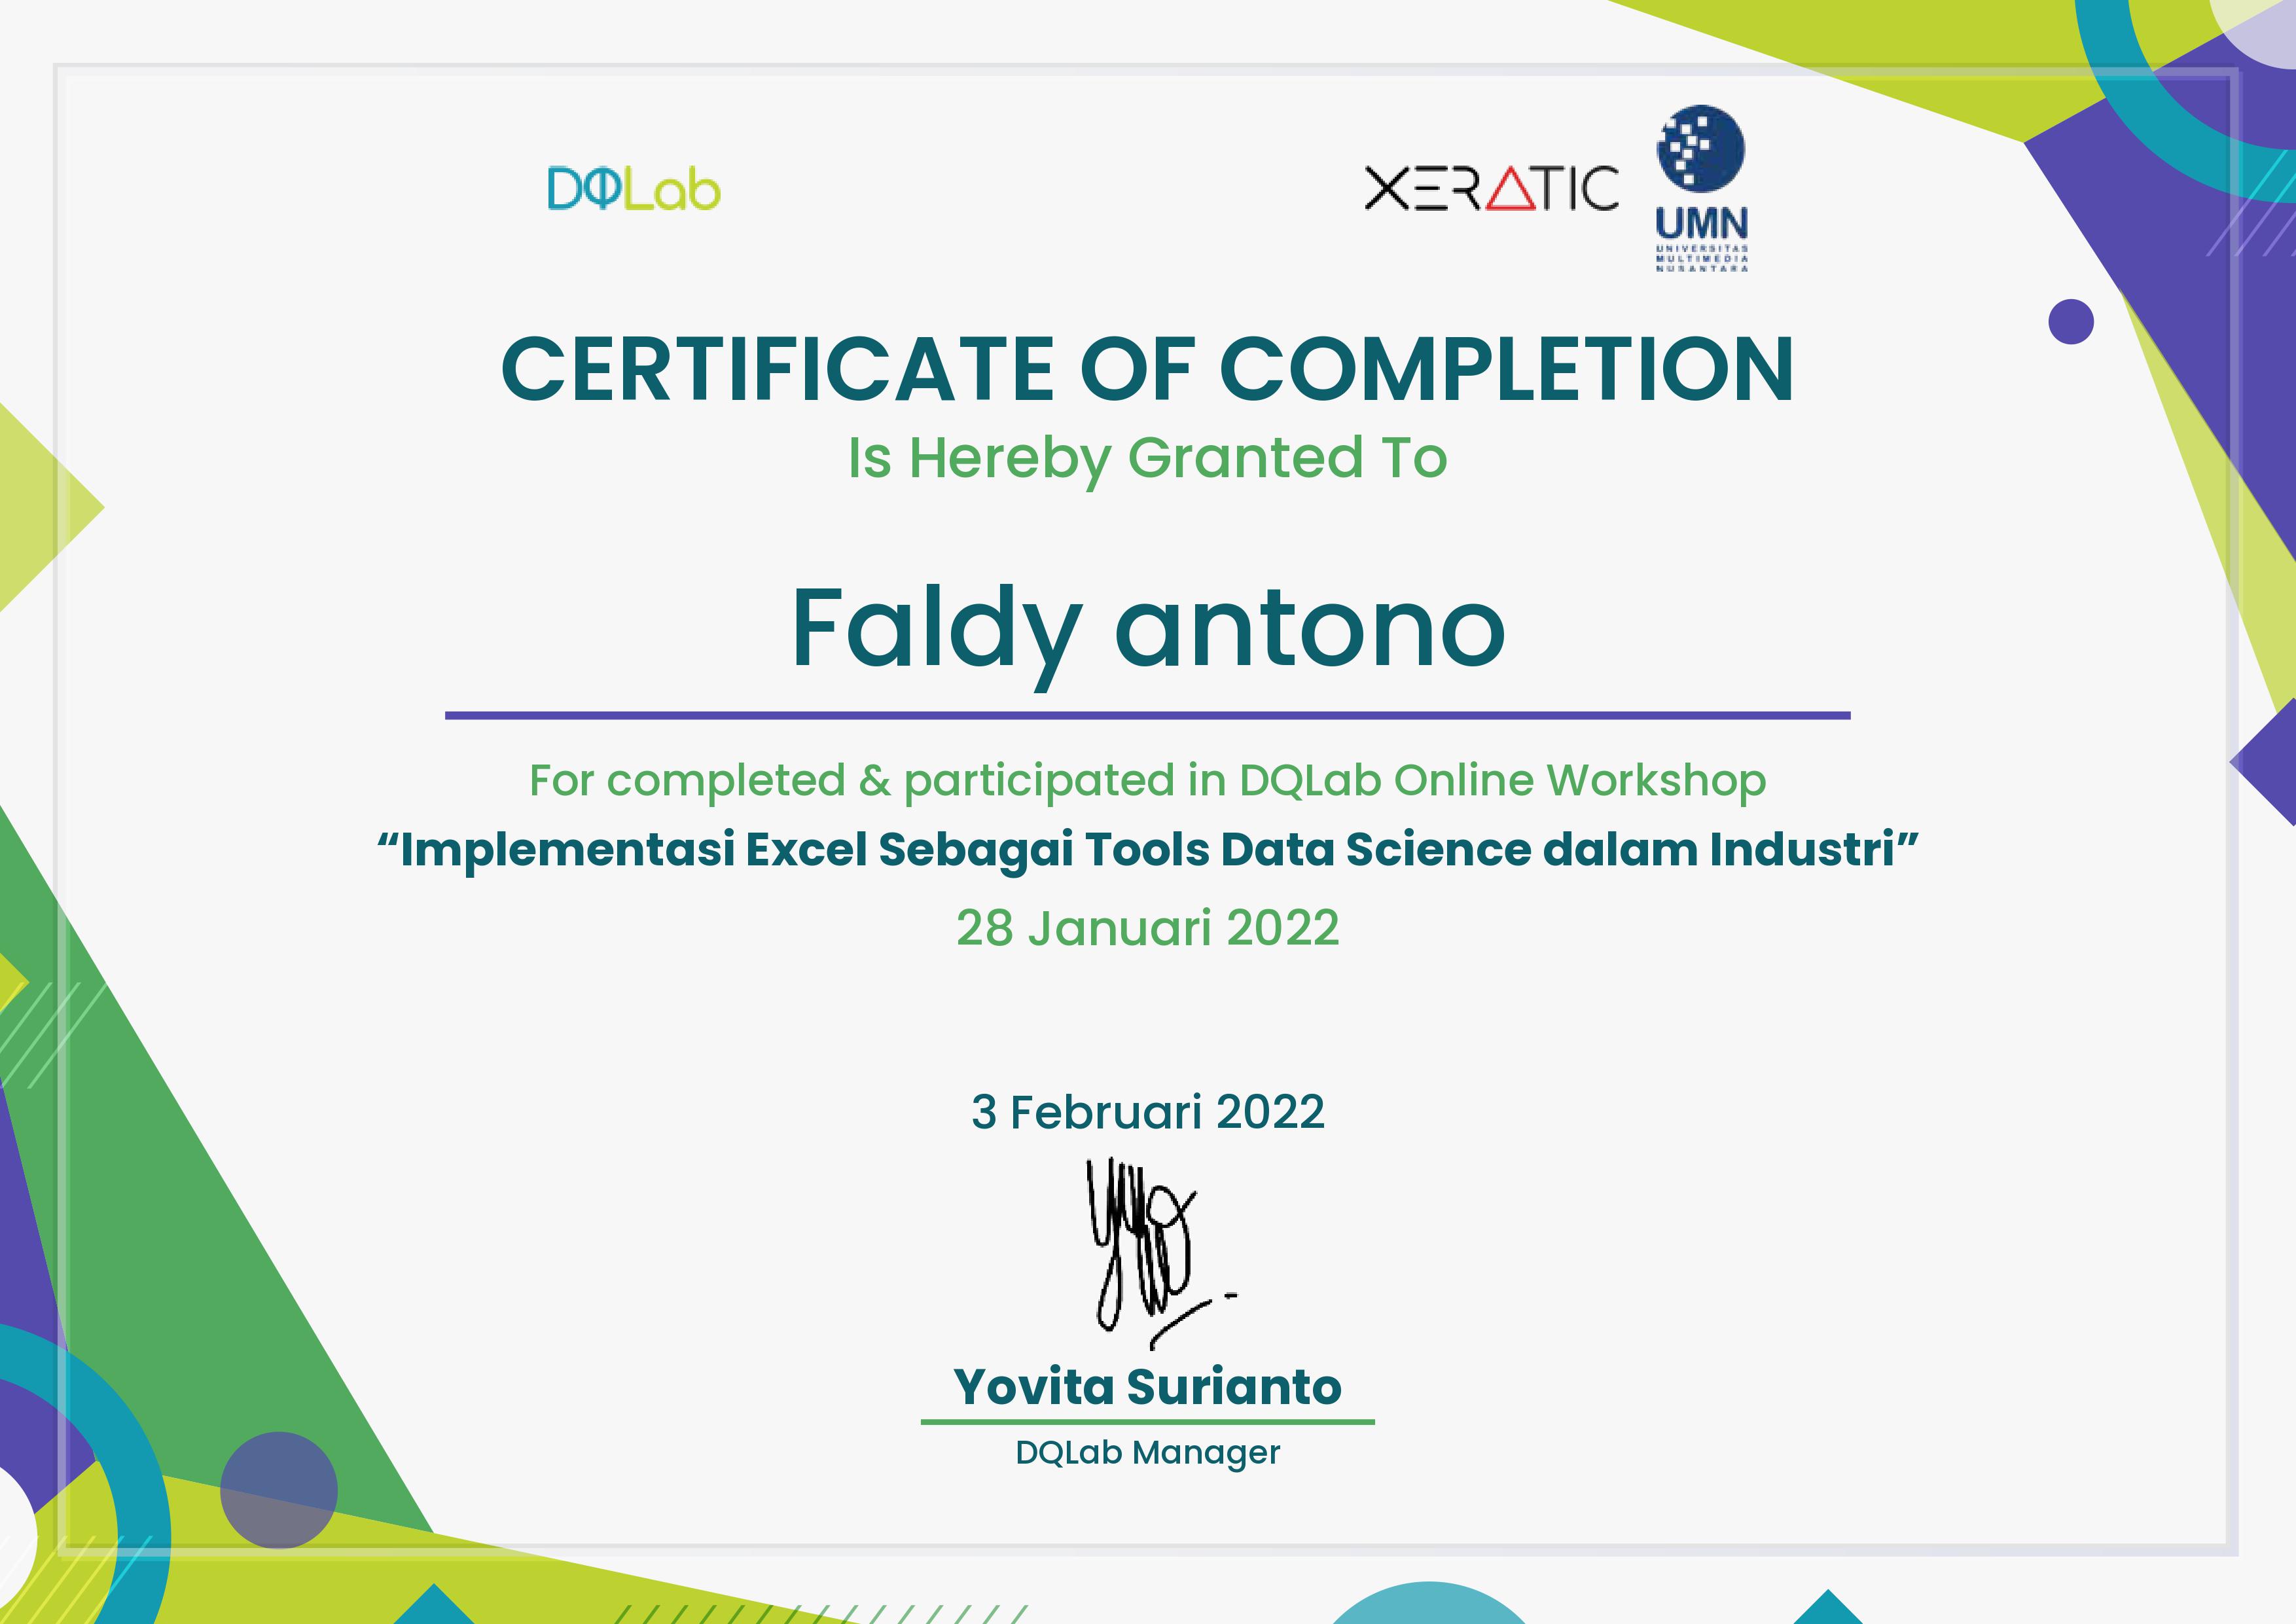 DQLab
XERATIC
UMN
UNIVERSITAS
MULTIMEDIA
NUSANTARA
CERTIFICATE OF COMPLETION
Is Hereby Granted To
Faldy antono
For completed & participated in DQLab Online Workshop
“Implementasi Excel Sebagai Tools Data Science dalam Industri”
28 Januari 2022
3 Februari 2022
Yovita Surianto
DQLab Manager